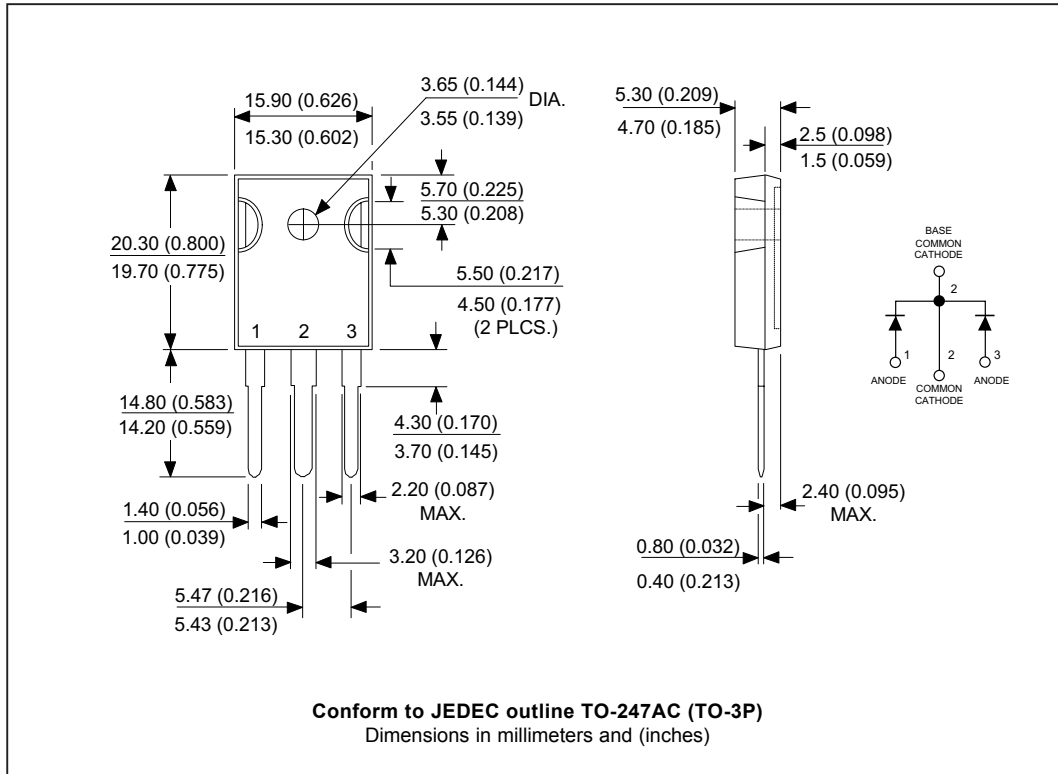 15.90 (0.626)
15.30 (0.602)
3.65 (0.144)
3.55 (0.139)
DIA.
5.70 (0.225)
5.30 (0.208)
20.30 (0.800)
19.70 (0.775)
5.50 (0.217)
4.50 (0.177)
(2 PLCS.)
1 2 3
14.80 (0.583)
14.20 (0.559)
4.30 (0.170)
3.70 (0.145)
2.20 (0.087)
MAX.
1.40 (0.056)
1.00 (0.039)
3.20 (0.126)
MAX.
5.47 (0.216)
5.43 (0.213)
5.30 (0.209)
4.70 (0.185)
2.5 (0.098)
1.5 (0.059)
2.40 (0.095)
MAX.
0.80 (0.032)
0.40 (0.213)
BASE
COMMON
CATHODE
2
1 2 3
ANODE
COMMON
CATHODE
ANODE
Conform to JEDEC outline TO-247AC (TO-3P)
Dimensions in millimeters and (inches)